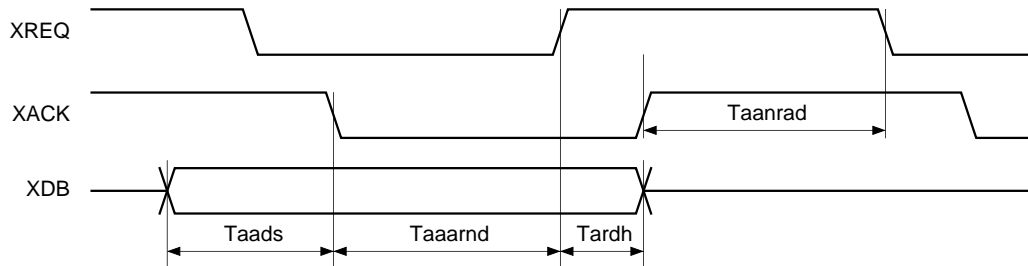 XREQ
XACK
Taanrad
XDB
Taads
Taaarnd
Tardh